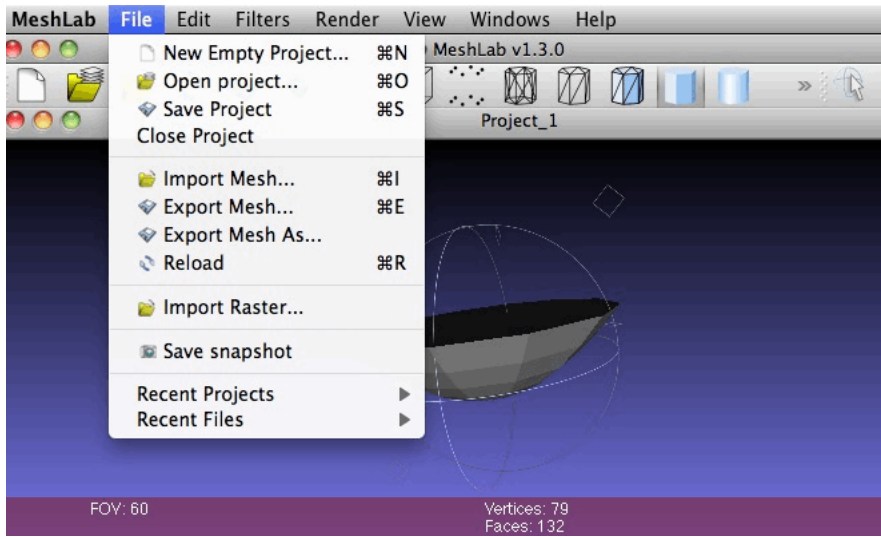 MeshLab File Edit Filters Render View Windows Help
MeshLab v1.3.0
Project_1
New Empty Project... ⌘N
Open project... ⌘O
Save Project ⌘S
Close Project
Import Mesh... ⌘I
Export Mesh... ⌘E
Export Mesh As...
Reload ⌘R
Import Raster...
Save snapshot
Recent Projects
Recent Files
FOV: 60
Vertices: 79
Faces: 132